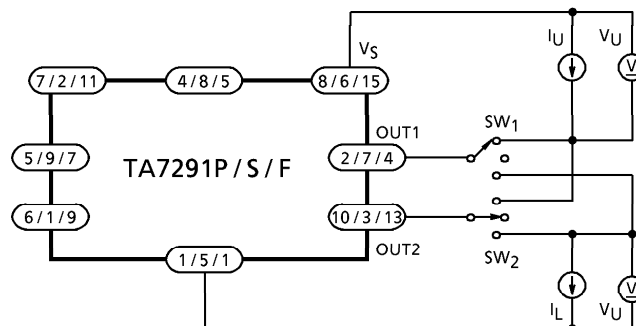 VS
IU
VU
V
7/2/11
4/8/5
8/6/15
OUT1
SW1
5/9/7
TA7291P/S/F
2/7/4
6/1/9
10/3/13
OUT2
1/5/1
SW2
IL
VU
V